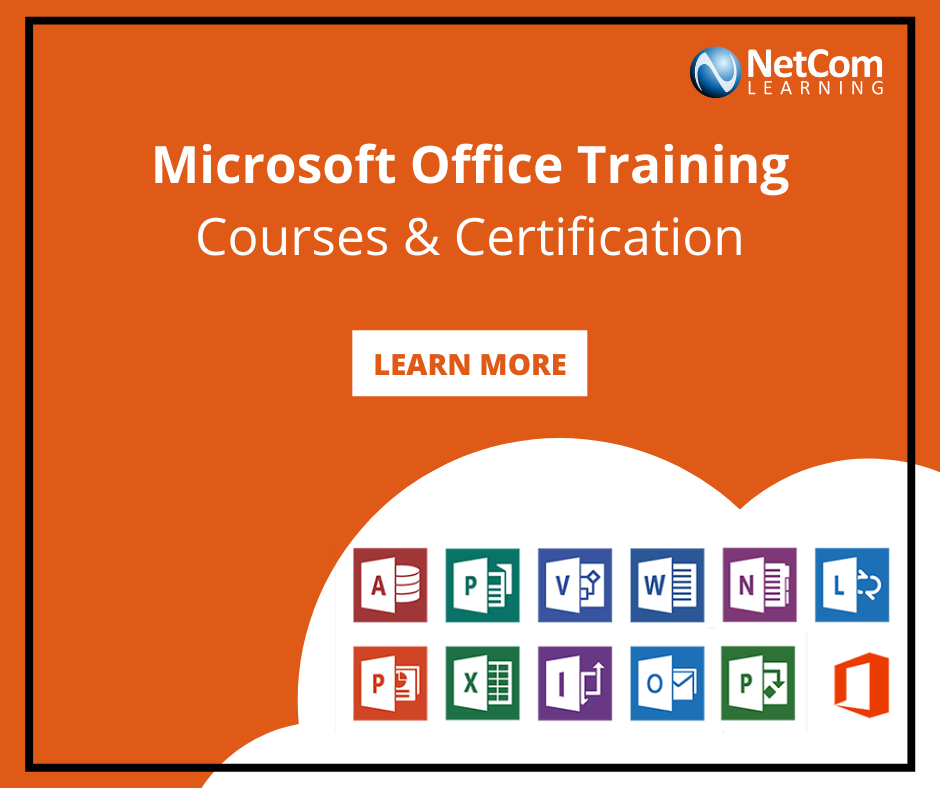 NetCom
LEARNING
Microsoft Office Training
Courses & Certification
LEARN MORE
A P V W N L
P X I O P